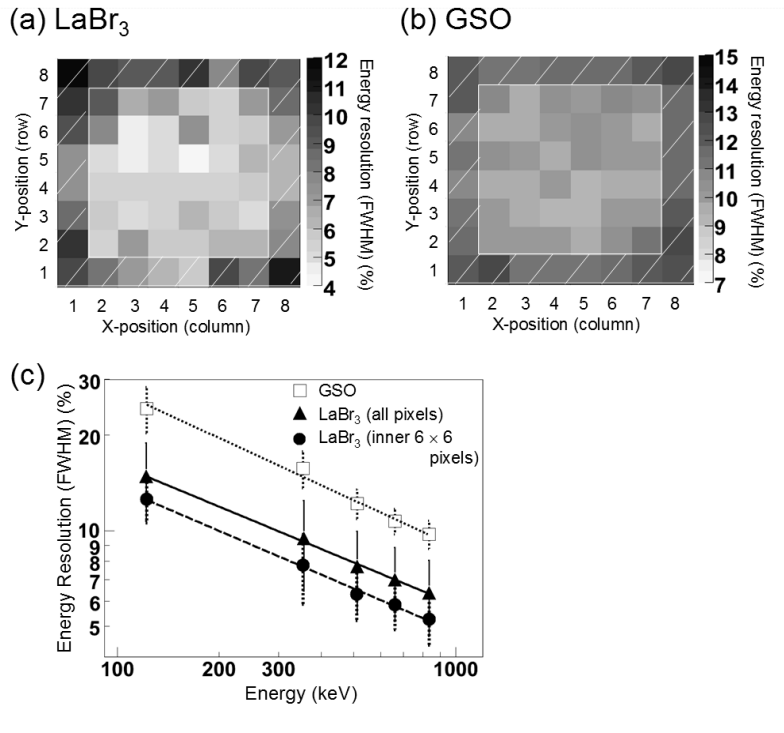 (a) LaBr₃
8
7
6
5
4
3
2
1
1 2 3 4 5 6 7 8
Y-position (row)
X-position (column)
12
11
10
9
8
7
6
5
4
Energy resolution (FWHM) (%)
(b) GSO
8
7
6
5
4
3
2
1
1 2 3 4 5 6 7 8
Y-position (row)
X-position (column)
15
14
13
12
11
10
9
8
7
Energy resolution (FWHM) (%)
(c)
30
20
10
9
8
7
6
5
Energy Resolution (FWHM) (%)
GSO
LaBr₃ (all pixels)
LaBr₃ (inner 6 × 6
pixels)
100 200 300 1000
Energy (keV)